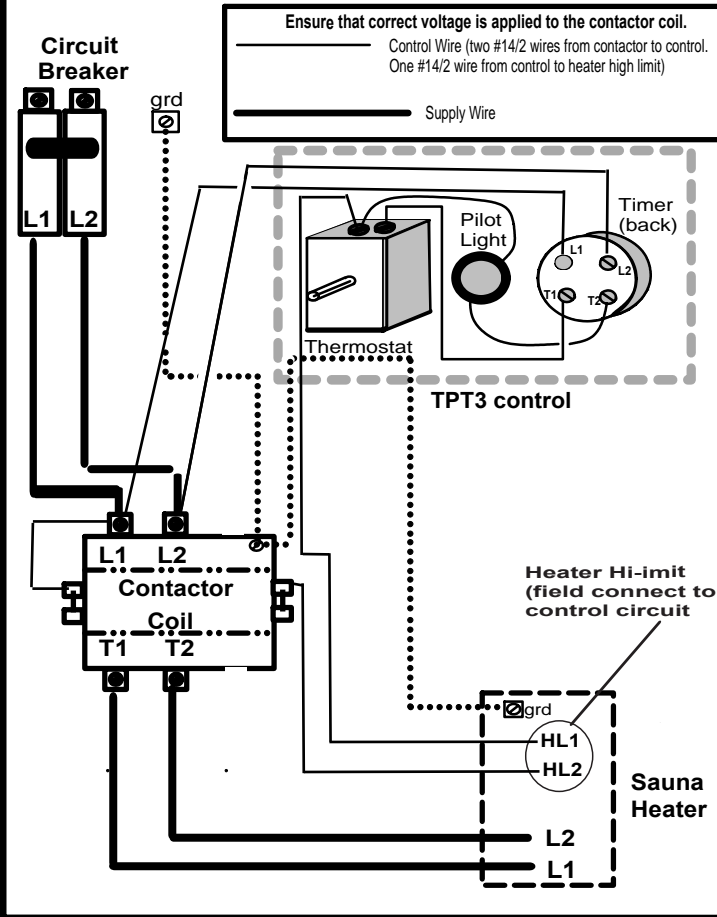 Ensure that correct voltage is applied to the contactor coil.
Control Wire (two #14/2 wires from contactor to control.
One #14/2 wire from control to heater high limit)
Supply Wire
Circuit
Breaker
grd
L1 L2
Timer
(back)
Pilot
Light
L1
L2
T1
T2
Thermostat
TPT3 control
L1 L2
Contactor
Coil
T1 T2
Heater Hi-imit
(field connect to
control circuit
grd
HL1
HL2
Sauna
Heater
L2
L1